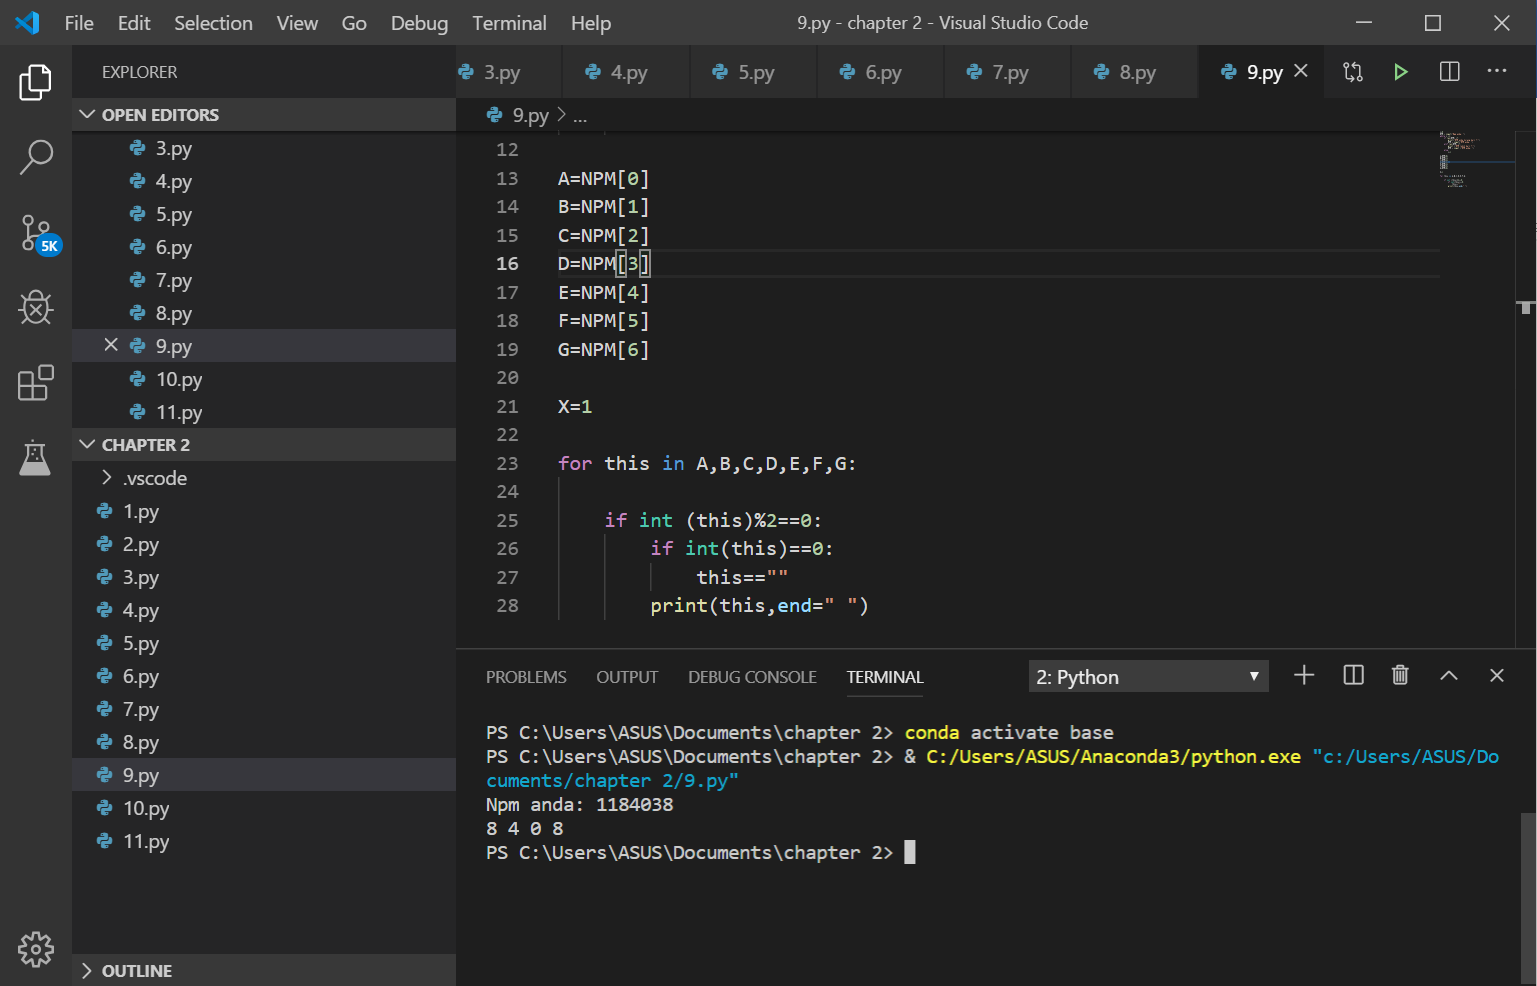 File Edit Selection View Go Debug Terminal Help
9.py - chapter 2 - Visual Studio Code
EXPLORER
OPEN EDITORS
3.py
4.py
5.py
6.py
7.py
8.py
9.py
10.py
11.py
CHAPTER 2
.vscode
1.py
2.py
3.py
4.py
5.py
6.py
7.py
8.py
9.py
10.py
11.py
OUTLINE
5K
3.py 4.py 5.py 6.py 7.py 8.py 9.py
9.py > ...
12
13 A=NPM[0]
14 B=NPM[1]
15 C=NPM[2]
16 D=NPM[3]
17 E=NPM[4]
18 F=NPM[5]
19 G=NPM[6]
20
21 X=1
22
23 for this in A,B,C,D,E,F,G:
24
25 if int (this)%2==0:
26 if int(this)==0:
27 this==""
28 print(this,end=" ")
PROBLEMS OUTPUT DEBUG CONSOLE TERMINAL 2: Python
PS C:\Users\ASUS\Documents\chapter 2> conda activate base
PS C:\Users\ASUS\Documents\chapter 2> & C:/Users/ASUS/Anaconda3/python.exe "c:/Users/ASUS/Do
cuments/chapter 2/9.py"
Npm anda: 1184038
8 4 0 8
PS C:\Users\ASUS\Documents\chapter 2>